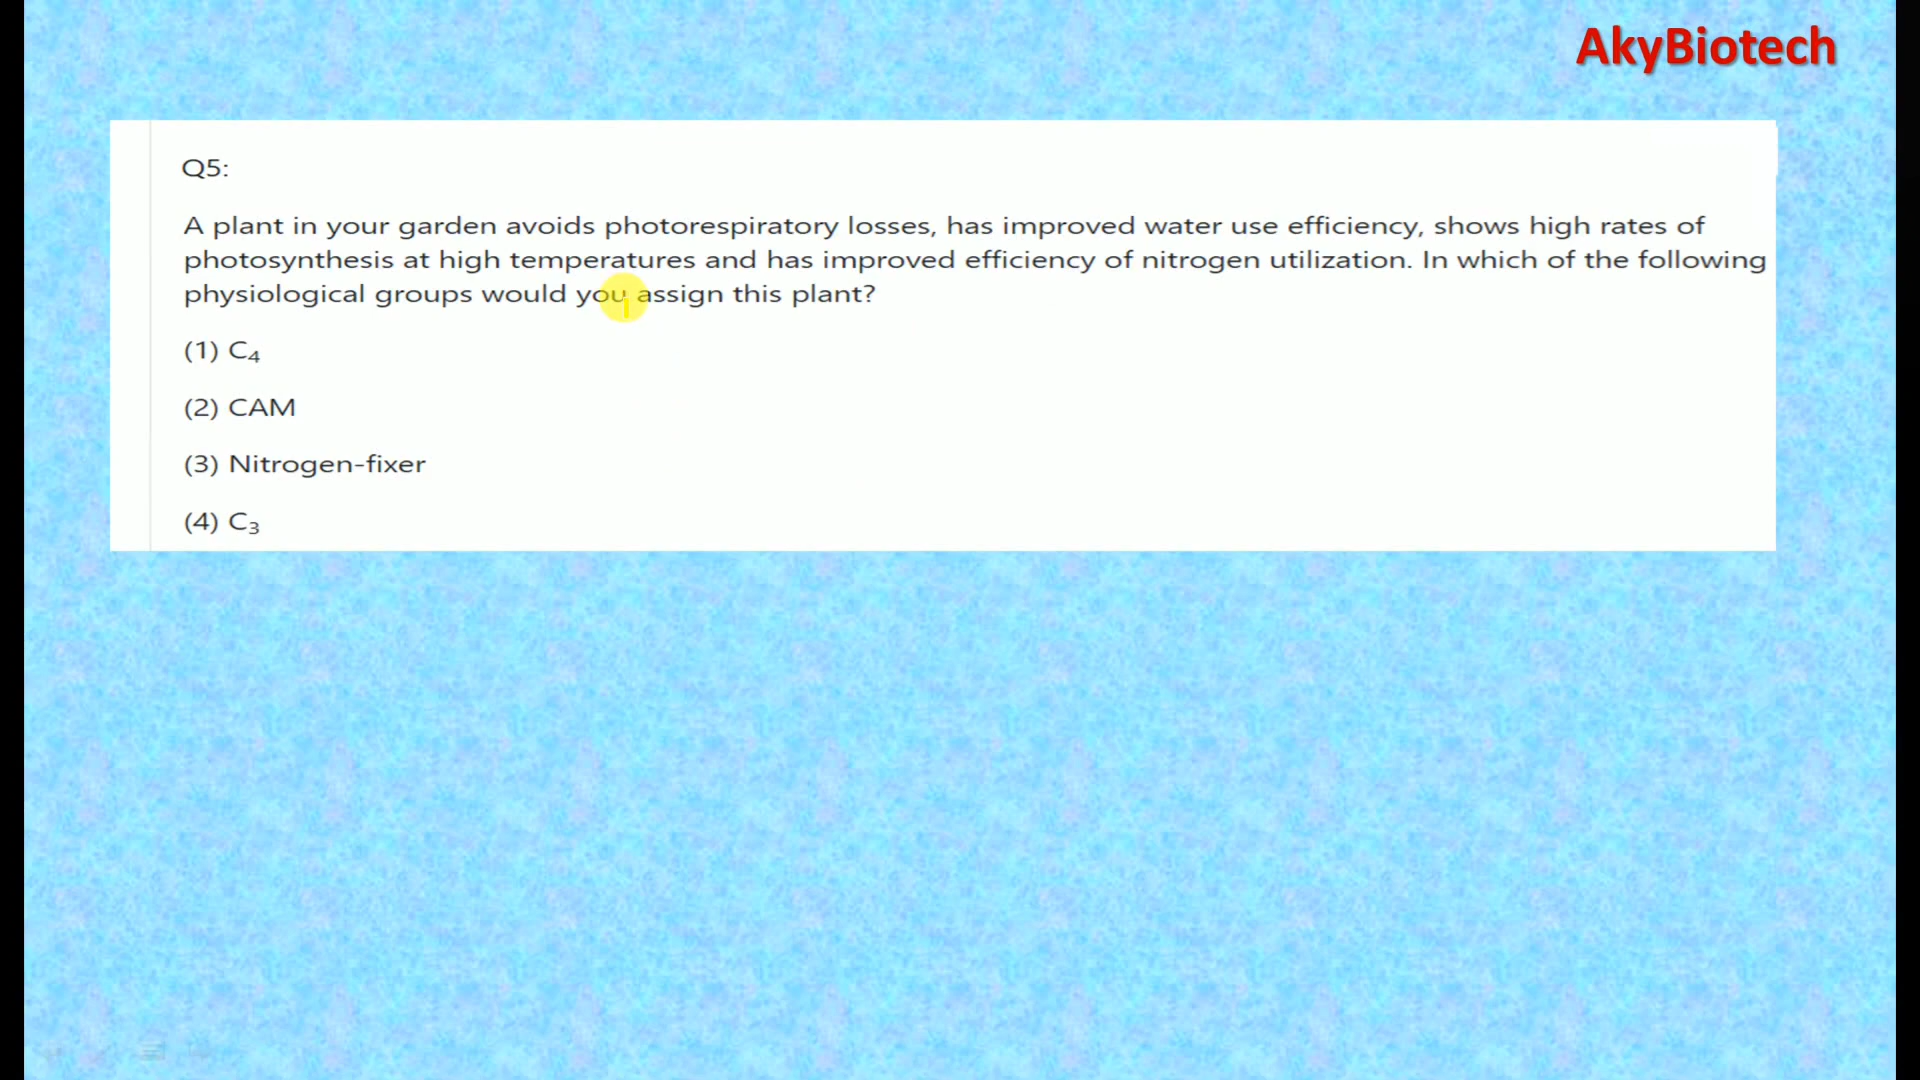 AkyBiotech
Q5:
A plant in your garden avoids photorespiratory losses, has improved water use efficiency, shows high rates of
photosynthesis at high temperatures and has improved efficiency of nitrogen utilization. In which of the following
physiological groups would you assign this plant?
(1) C₄
(2) CAM
(3) Nitrogen-fixer
(4) C₃